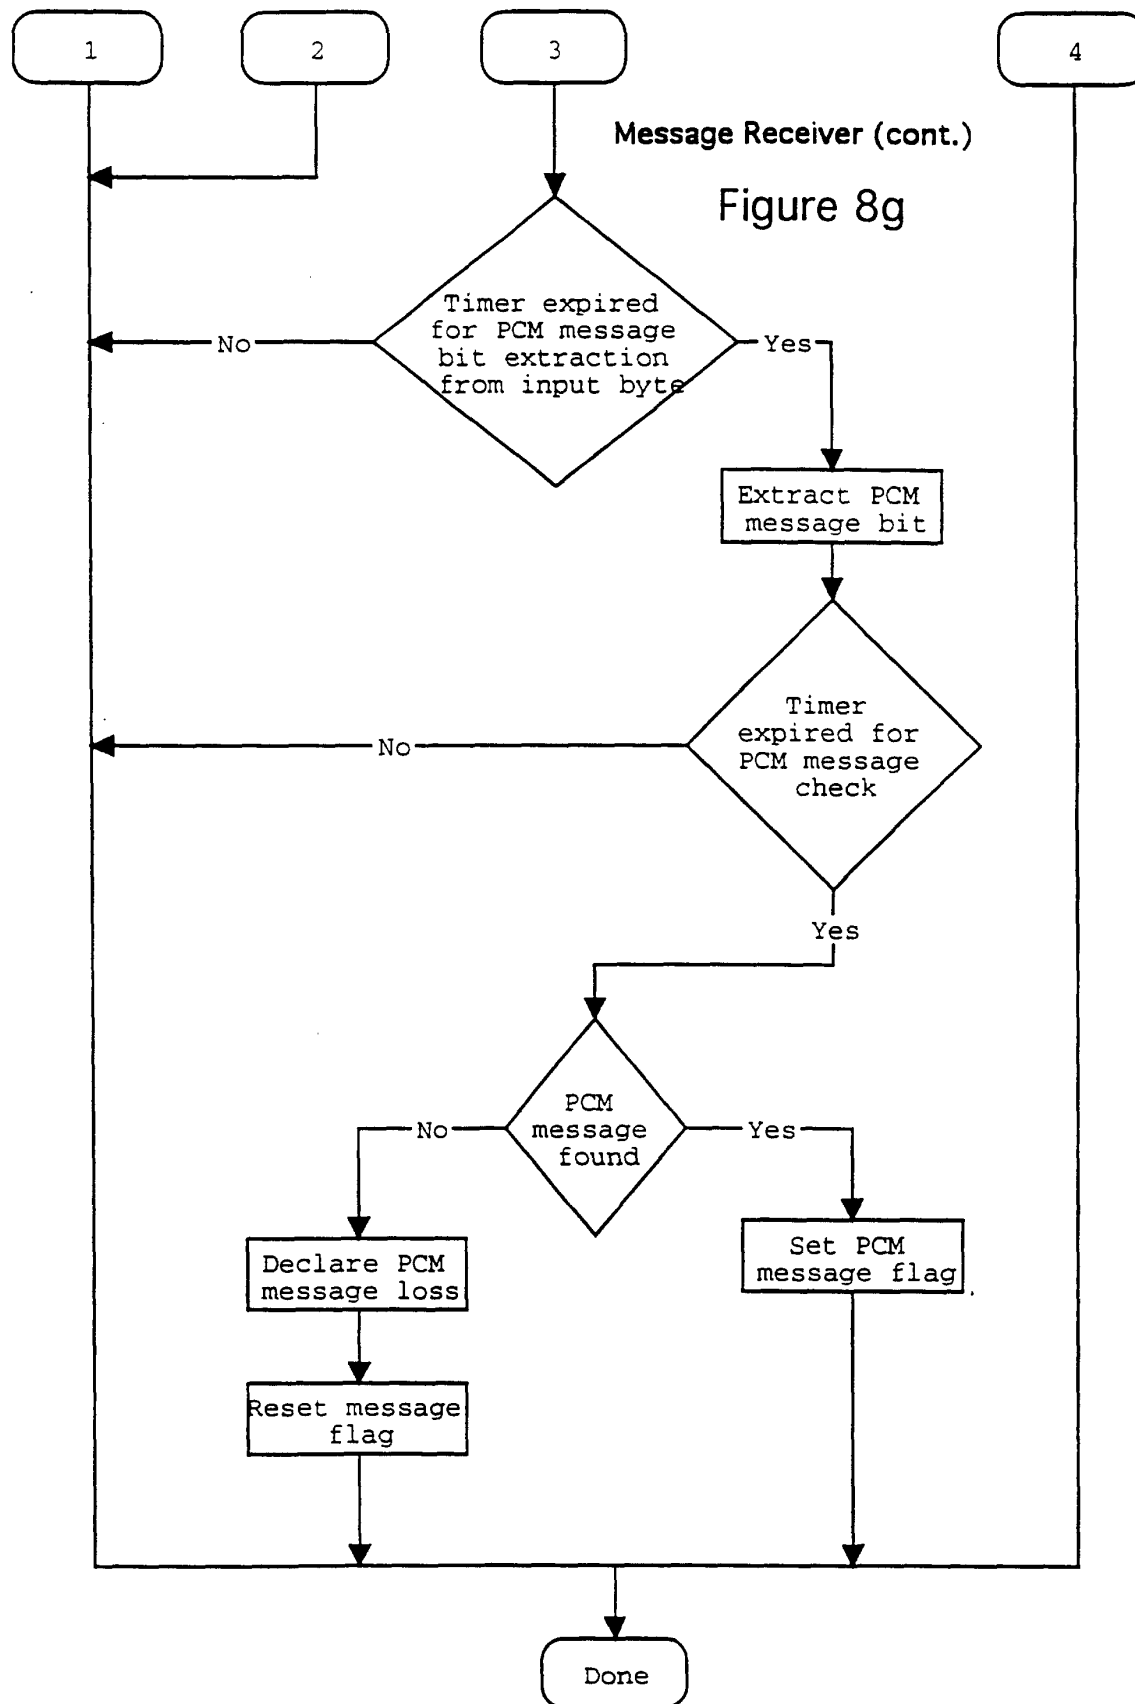 1
2
3
4
Message Receiver (cont.)
Figure 8g
Timer expired
for PCM message
bit extraction
from input byte
No
Yes
Extract PCM
message bit
Timer
expired for
PCM message
check
No
Yes
PCM
message
found
No
Yes
Declare PCM
message loss
Set PCM
message flag
Reset message
flag
Done